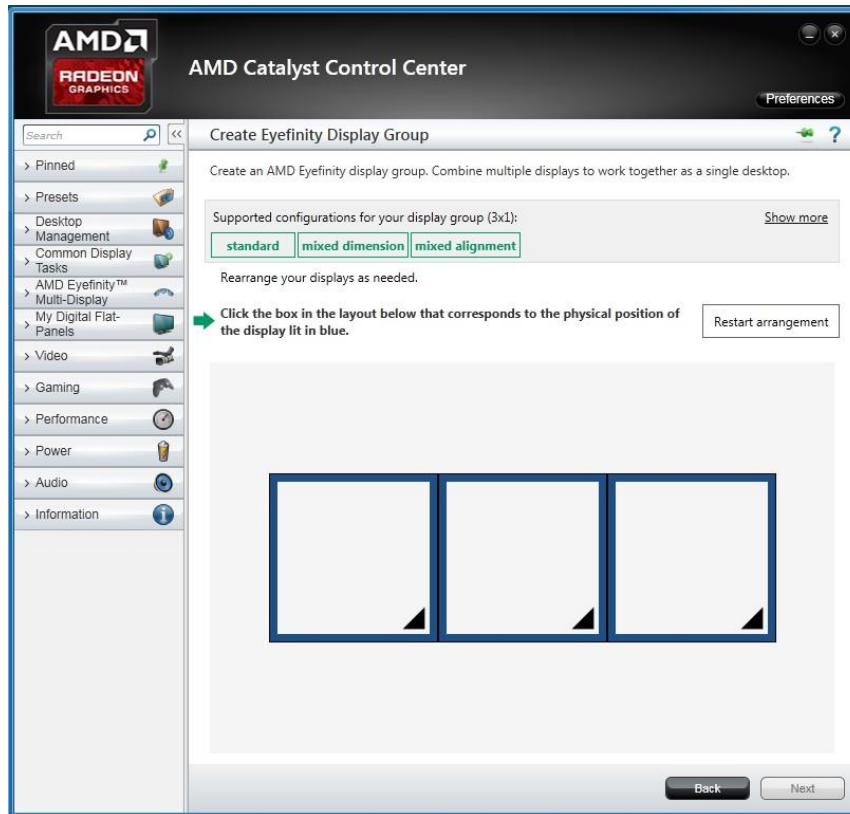 AMD
RADEON
GRAPHICS
AMD Catalyst Control Center
Preferences
Search
<<
Create Eyefinity Display Group
?
> Pinned
> Presets
> Desktop
Management
> Common Display
Tasks
> AMD Eyefinity™
Multi-Display
> My Digital Flat-
Panels
> Video
> Gaming
> Performance
> Power
> Audio
> Information
Create an AMD Eyefinity display group. Combine multiple displays to work together as a single desktop.
Supported configurations for your display group (3x1):
Show more
standard mixed dimension mixed alignment
Rearrange your displays as needed.
Click the box in the layout below that corresponds to the physical position of
the display lit in blue.
Restart arrangement
Back
Next